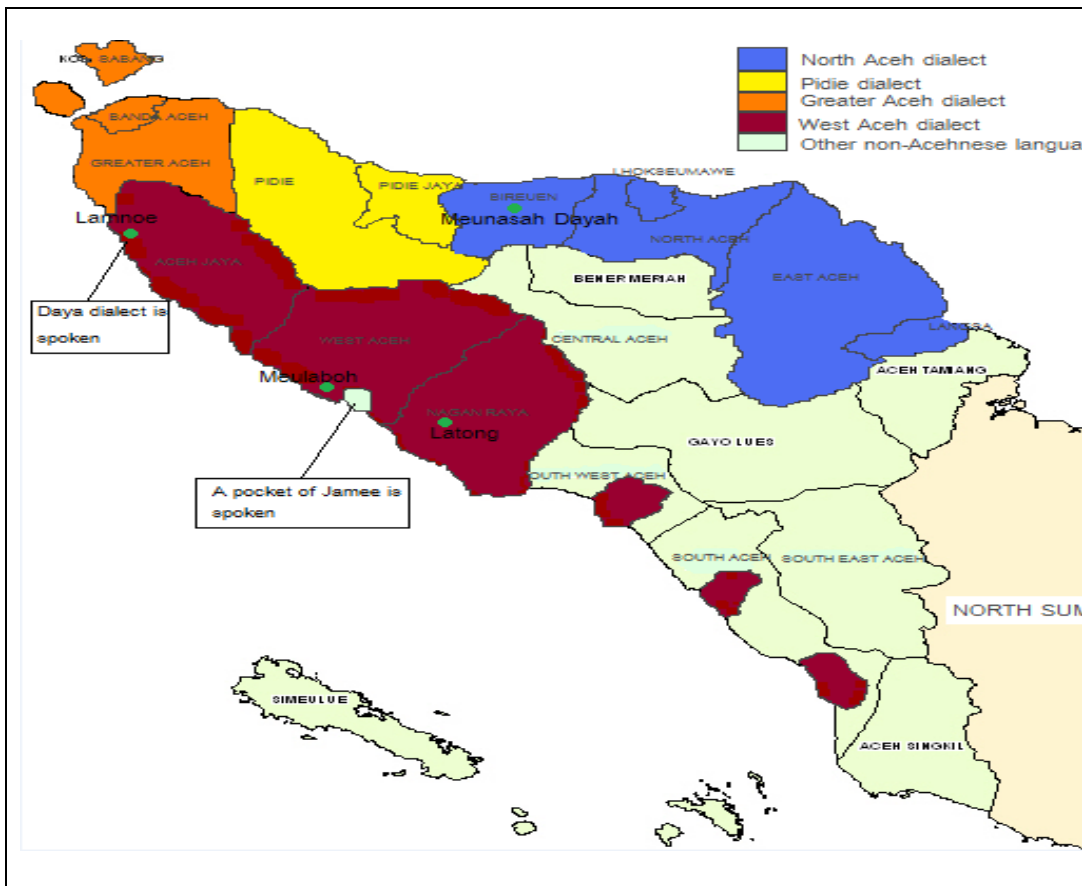 KOTA SABANG
BANDA ACEH
GREATER ACEH
North Aceh dialect
Pidie dialect
Greater Aceh dialect
West Aceh dialect
Other non-Acehnese langua
PIDIE
PIDIE JAYA
LHOKSEUMAWE
BIREUEN
Meunasah Dayah
Lamnoe
NORTH ACEH
ACEH JAYA
EAST ACEH
BENER MERIAH
Daya dialect is
spoken
LANGSA
WEST ACEH
CENTRAL ACEH
ACEH TAMIANG
Meulaboh
NAGAN RAYA
Latong
GAYO LUES
OUTH WEST ACEH
A pocket of Jamee is
spoken
SOUTH ACEH
SOUTH EAST ACEH
NORTH SUM
SIMEULUE
ACEH SINGKIL